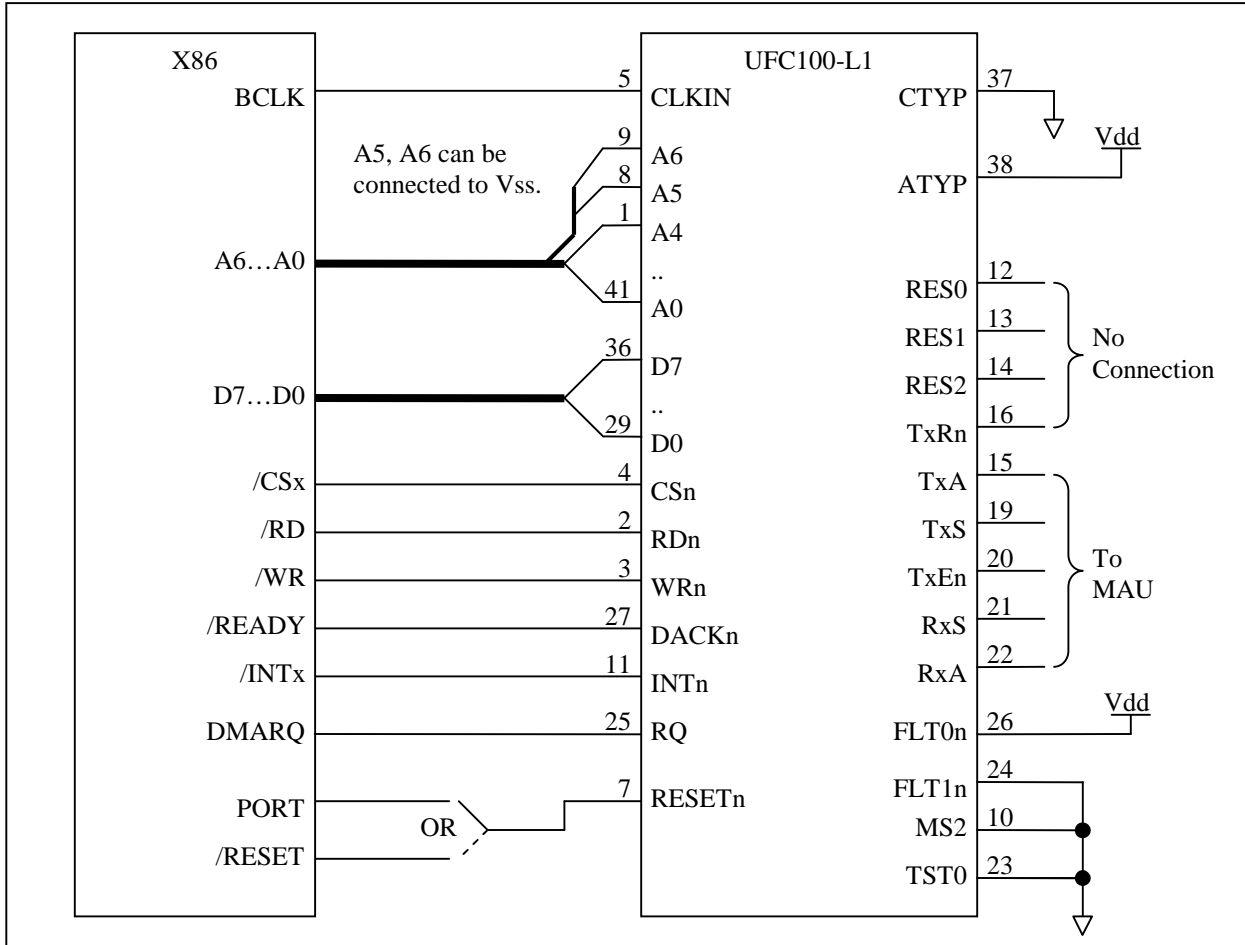 X86
UFC100-L1
BCLK
5
CLKIN
CTYP
37
A5, A6 can be
connected to Vss.
9
A6
8
A5
1
A4
..
41
A0
A6...A0
Vdd
38
ATYP
36
D7
..
29
D0
D7...D0
RES0
12
RES1
13
RES2
14
TxRn
16
No
Connection
/CSx
4
CSn
/RD
2
RDn
/WR
3
WRn
/READY
27
DACKn
/INTx
11
INTn
DMARQ
25
RQ
PORT
OR
/RESET
7
RESETn
TxA
15
TxS
19
TxEn
20
RxS
21
RxA
22
To
MAU
Vdd
FLT0n
26
FLT1n
24
MS2
10
TST0
23